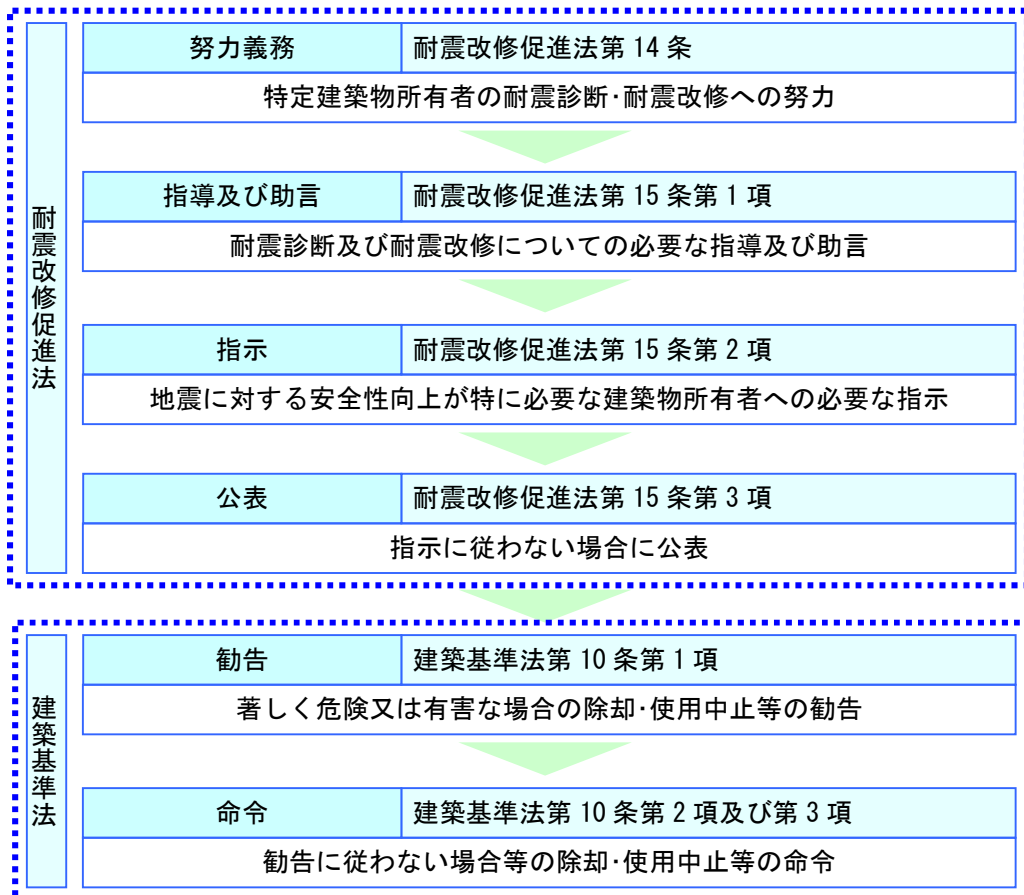 耐震改修促進法
努力義務 耐震改修促進法第 14 条
特定建築物所有者の耐震診断･耐震改修への努力
指導及び助言 耐震改修促進法第 15 条第 1 項
耐震診断及び耐震改修についての必要な指導及び助言
指示 耐震改修促進法第 15 条第 2 項
地震に対する安全性向上が特に必要な建築物所有者への必要な指示
公表 耐震改修促進法第 15 条第 3 項
指示に従わない場合に公表
建築基準法
勧告 建築基準法第 10 条第 1 項
著しく危険又は有害な場合の除却･使用中止等の勧告
命令 建築基準法第 10 条第 2 項及び第 3 項
勧告に従わない場合等の除却･使用中止等の命令